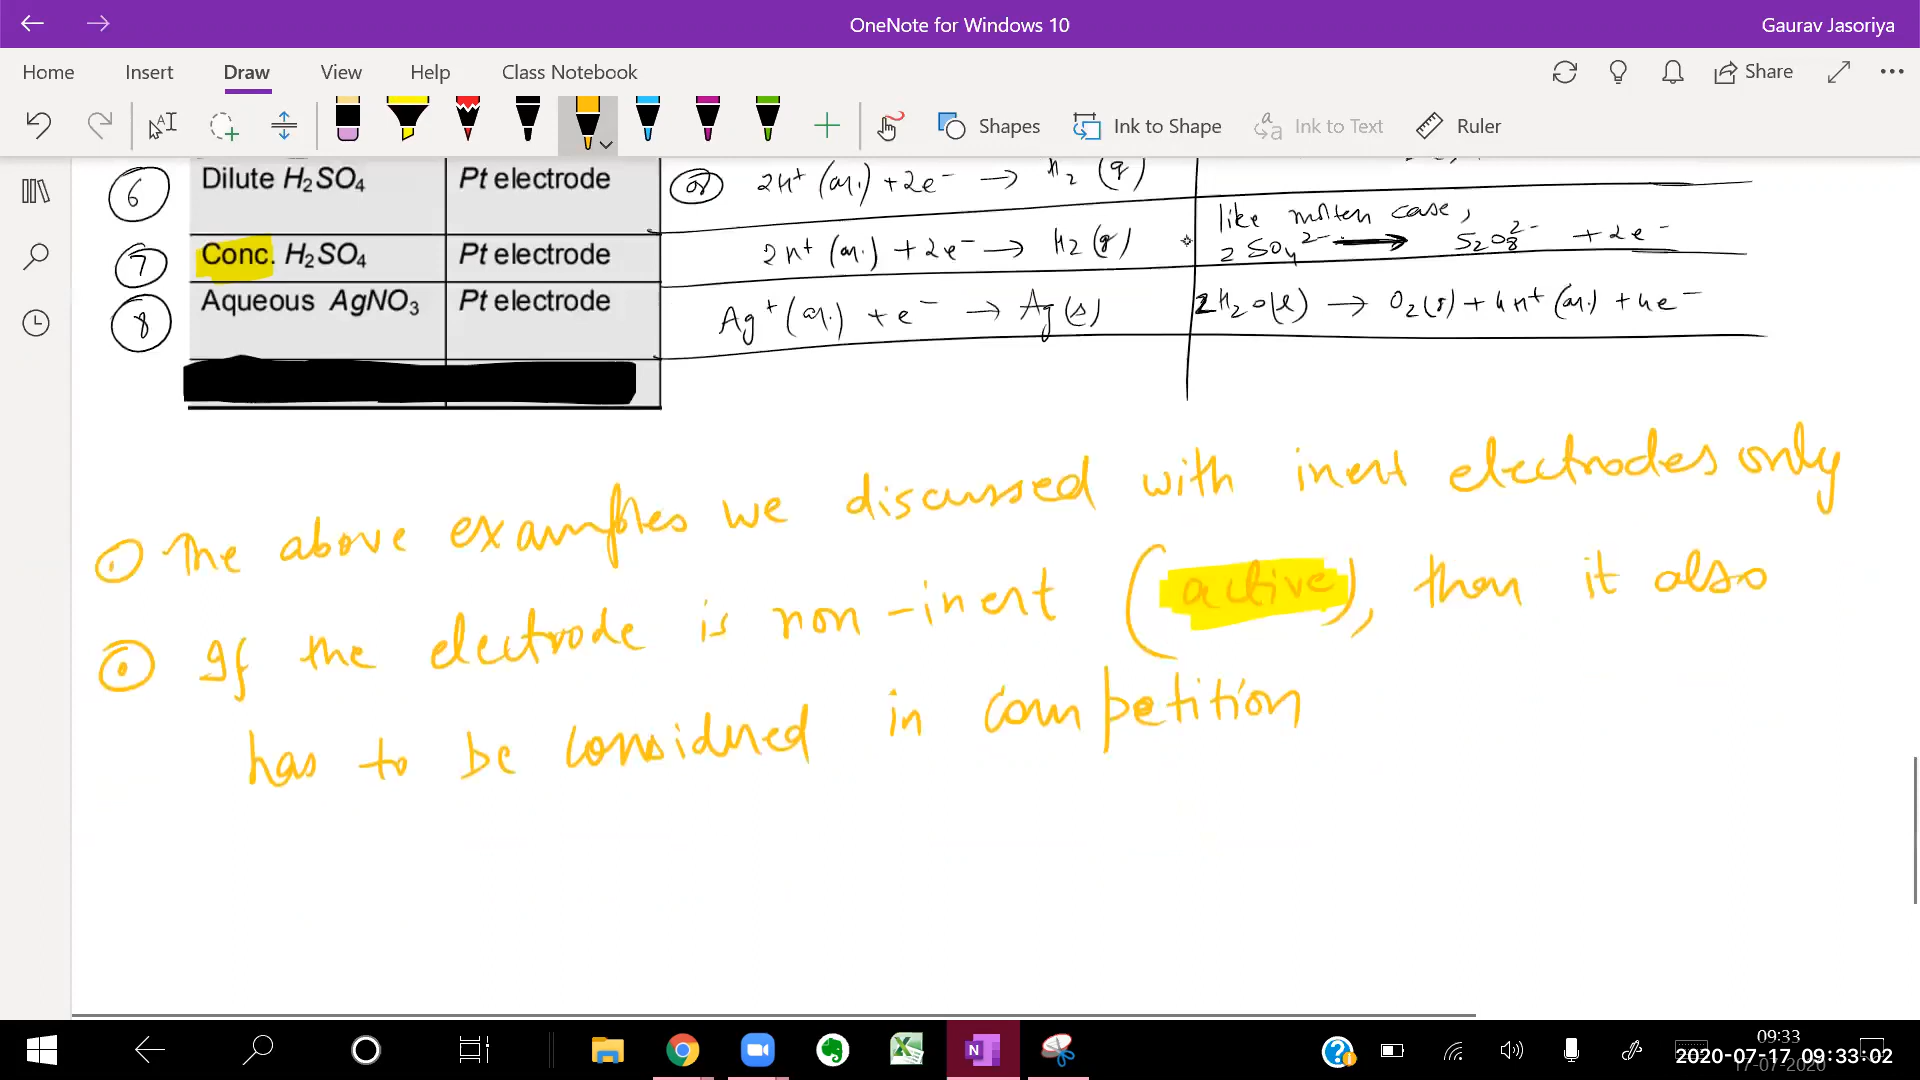 OneNote for Windows 10
Gaurav Jasoriya
Home Insert Draw View Help Class Notebook Share
Shapes Ink to Shape Ink to Text Ruler
6 Dilute H₂SO₄ Pt electrode (or) 2H⁺ (aq.) + 2e⁻ → H₂ (g)
like molten case,
7 Conc. H₂SO₄ Pt electrode 2H⁺ (aq.) + 2e⁻ → H₂ (g) 2SO₄²⁻ → S₂O₈²⁻ + 2e⁻
8 Aqueous AgNO₃ Pt electrode Ag⁺ (aq.) + e⁻ → Ag (s) 2H₂O(l) → O₂(g) + 4H⁺ (aq.) + 4e⁻
The above examples we discussed with inert electrodes only
If the electrode is non-inert (active), then it also
has to be considered in competition
09:33
2020-07-17 09:33:02
17-07-2020